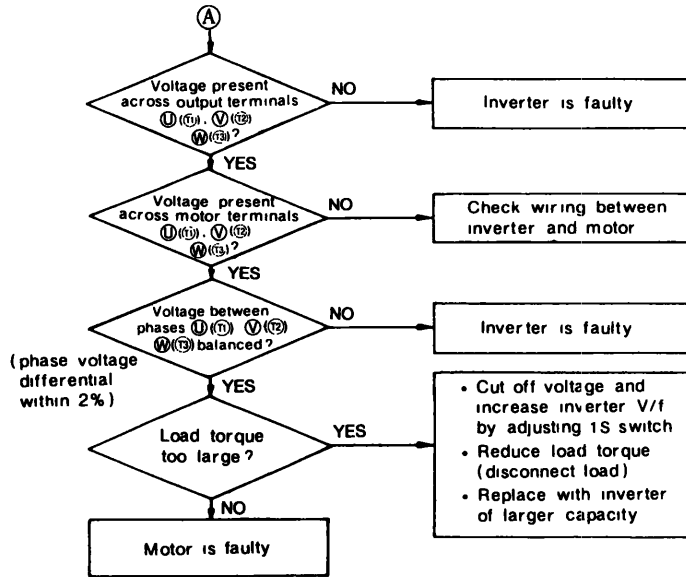 A
Voltage present
across output terminals
U(T1), V(T2)
W(T3)?
NO
Inverter is faulty
YES
Voltage present
across motor terminals
U(T1), V(T2)
W(T3)?
NO
Check wiring between
inverter and motor
YES
Voltage between
phases U(T1) V(T2)
W(T3) balanced?
NO
Inverter is faulty
(phase voltage
differential
within 2%)
YES
Load torque
too large?
YES
• Cut off voltage and
increase inverter V/f
by adjusting 1S switch
• Reduce load torque
(disconnect load)
• Replace with inverter
of larger capacity
NO
Motor is faulty